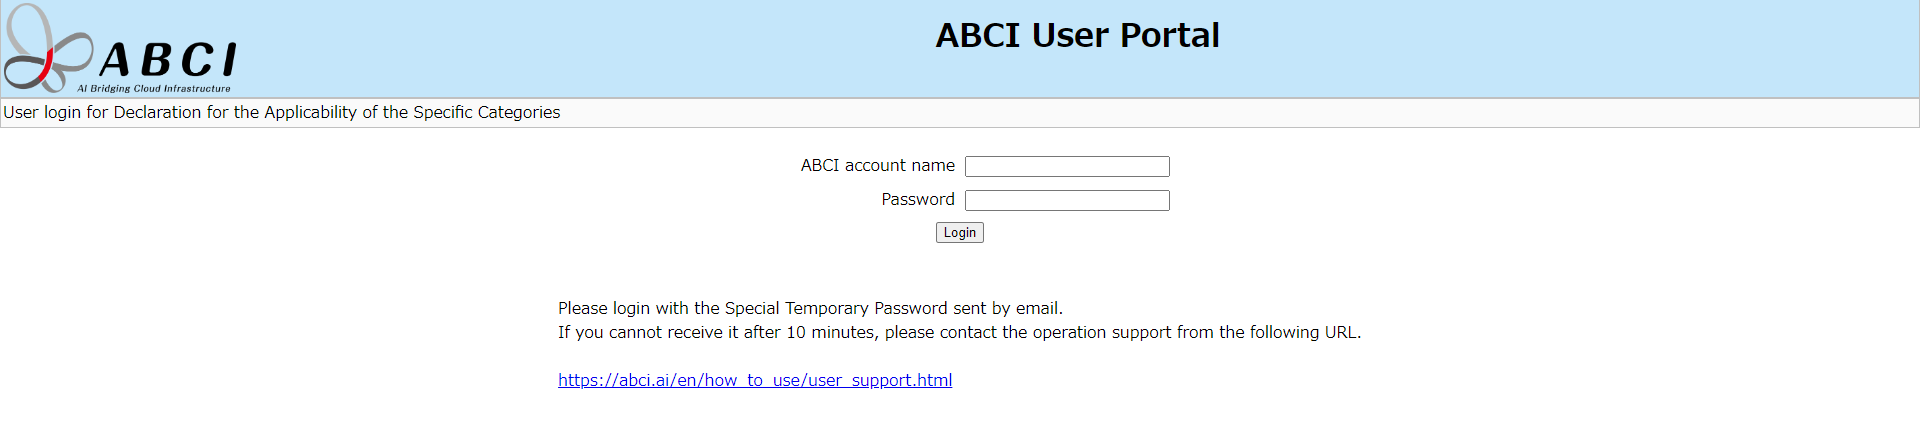 ABCI
AI Bridging Cloud Infrastructure
ABCI User Portal
User login for Declaration for the Applicability of the Specific Categories
ABCI account name
Password
Login
Please login with the Special Temporary Password sent by email.
If you cannot receive it after 10 minutes, please contact the operation support from the following URL.
https://abci.ai/en/how_to_use/user_support.html